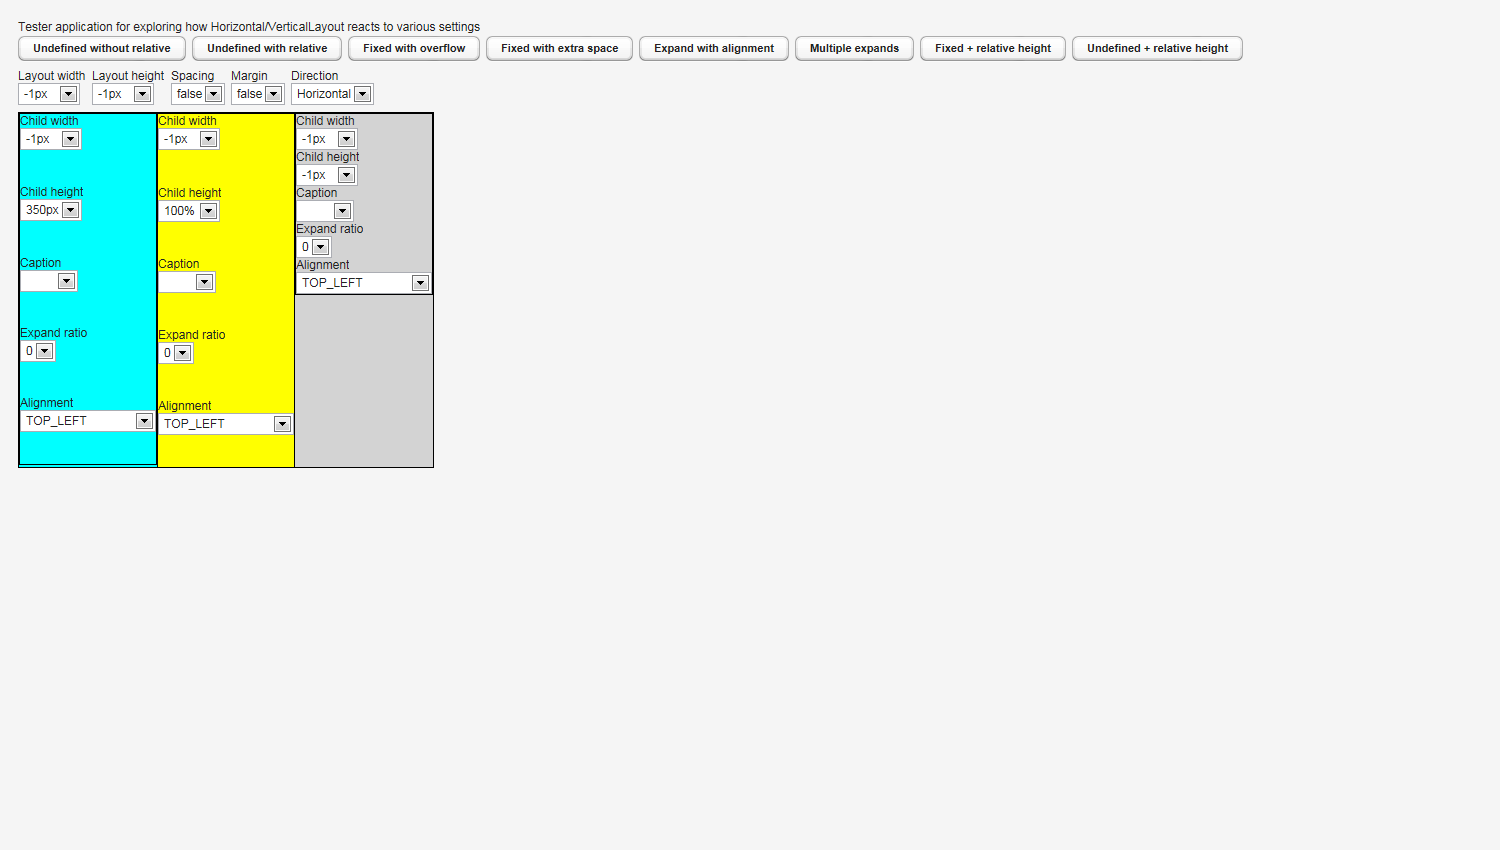 Tester application for exploring how Horizontal/VerticalLayout reacts to various settings
Undefined without relative Undefined with relative Fixed with overflow Fixed with extra space Expand with alignment Multiple expands Fixed + relative height Undefined + relative height
Layout width Layout height Spacing Margin Direction
-1px -1px false false Horizontal
Child width
-1px
Child height
350px
Caption
Expand ratio
0
Alignment
TOP_LEFT
Child width
-1px
Child height
100%
Caption
Expand ratio
0
Alignment
TOP_LEFT
Child width
-1px
Child height
-1px
Caption
Expand ratio
0
Alignment
TOP_LEFT